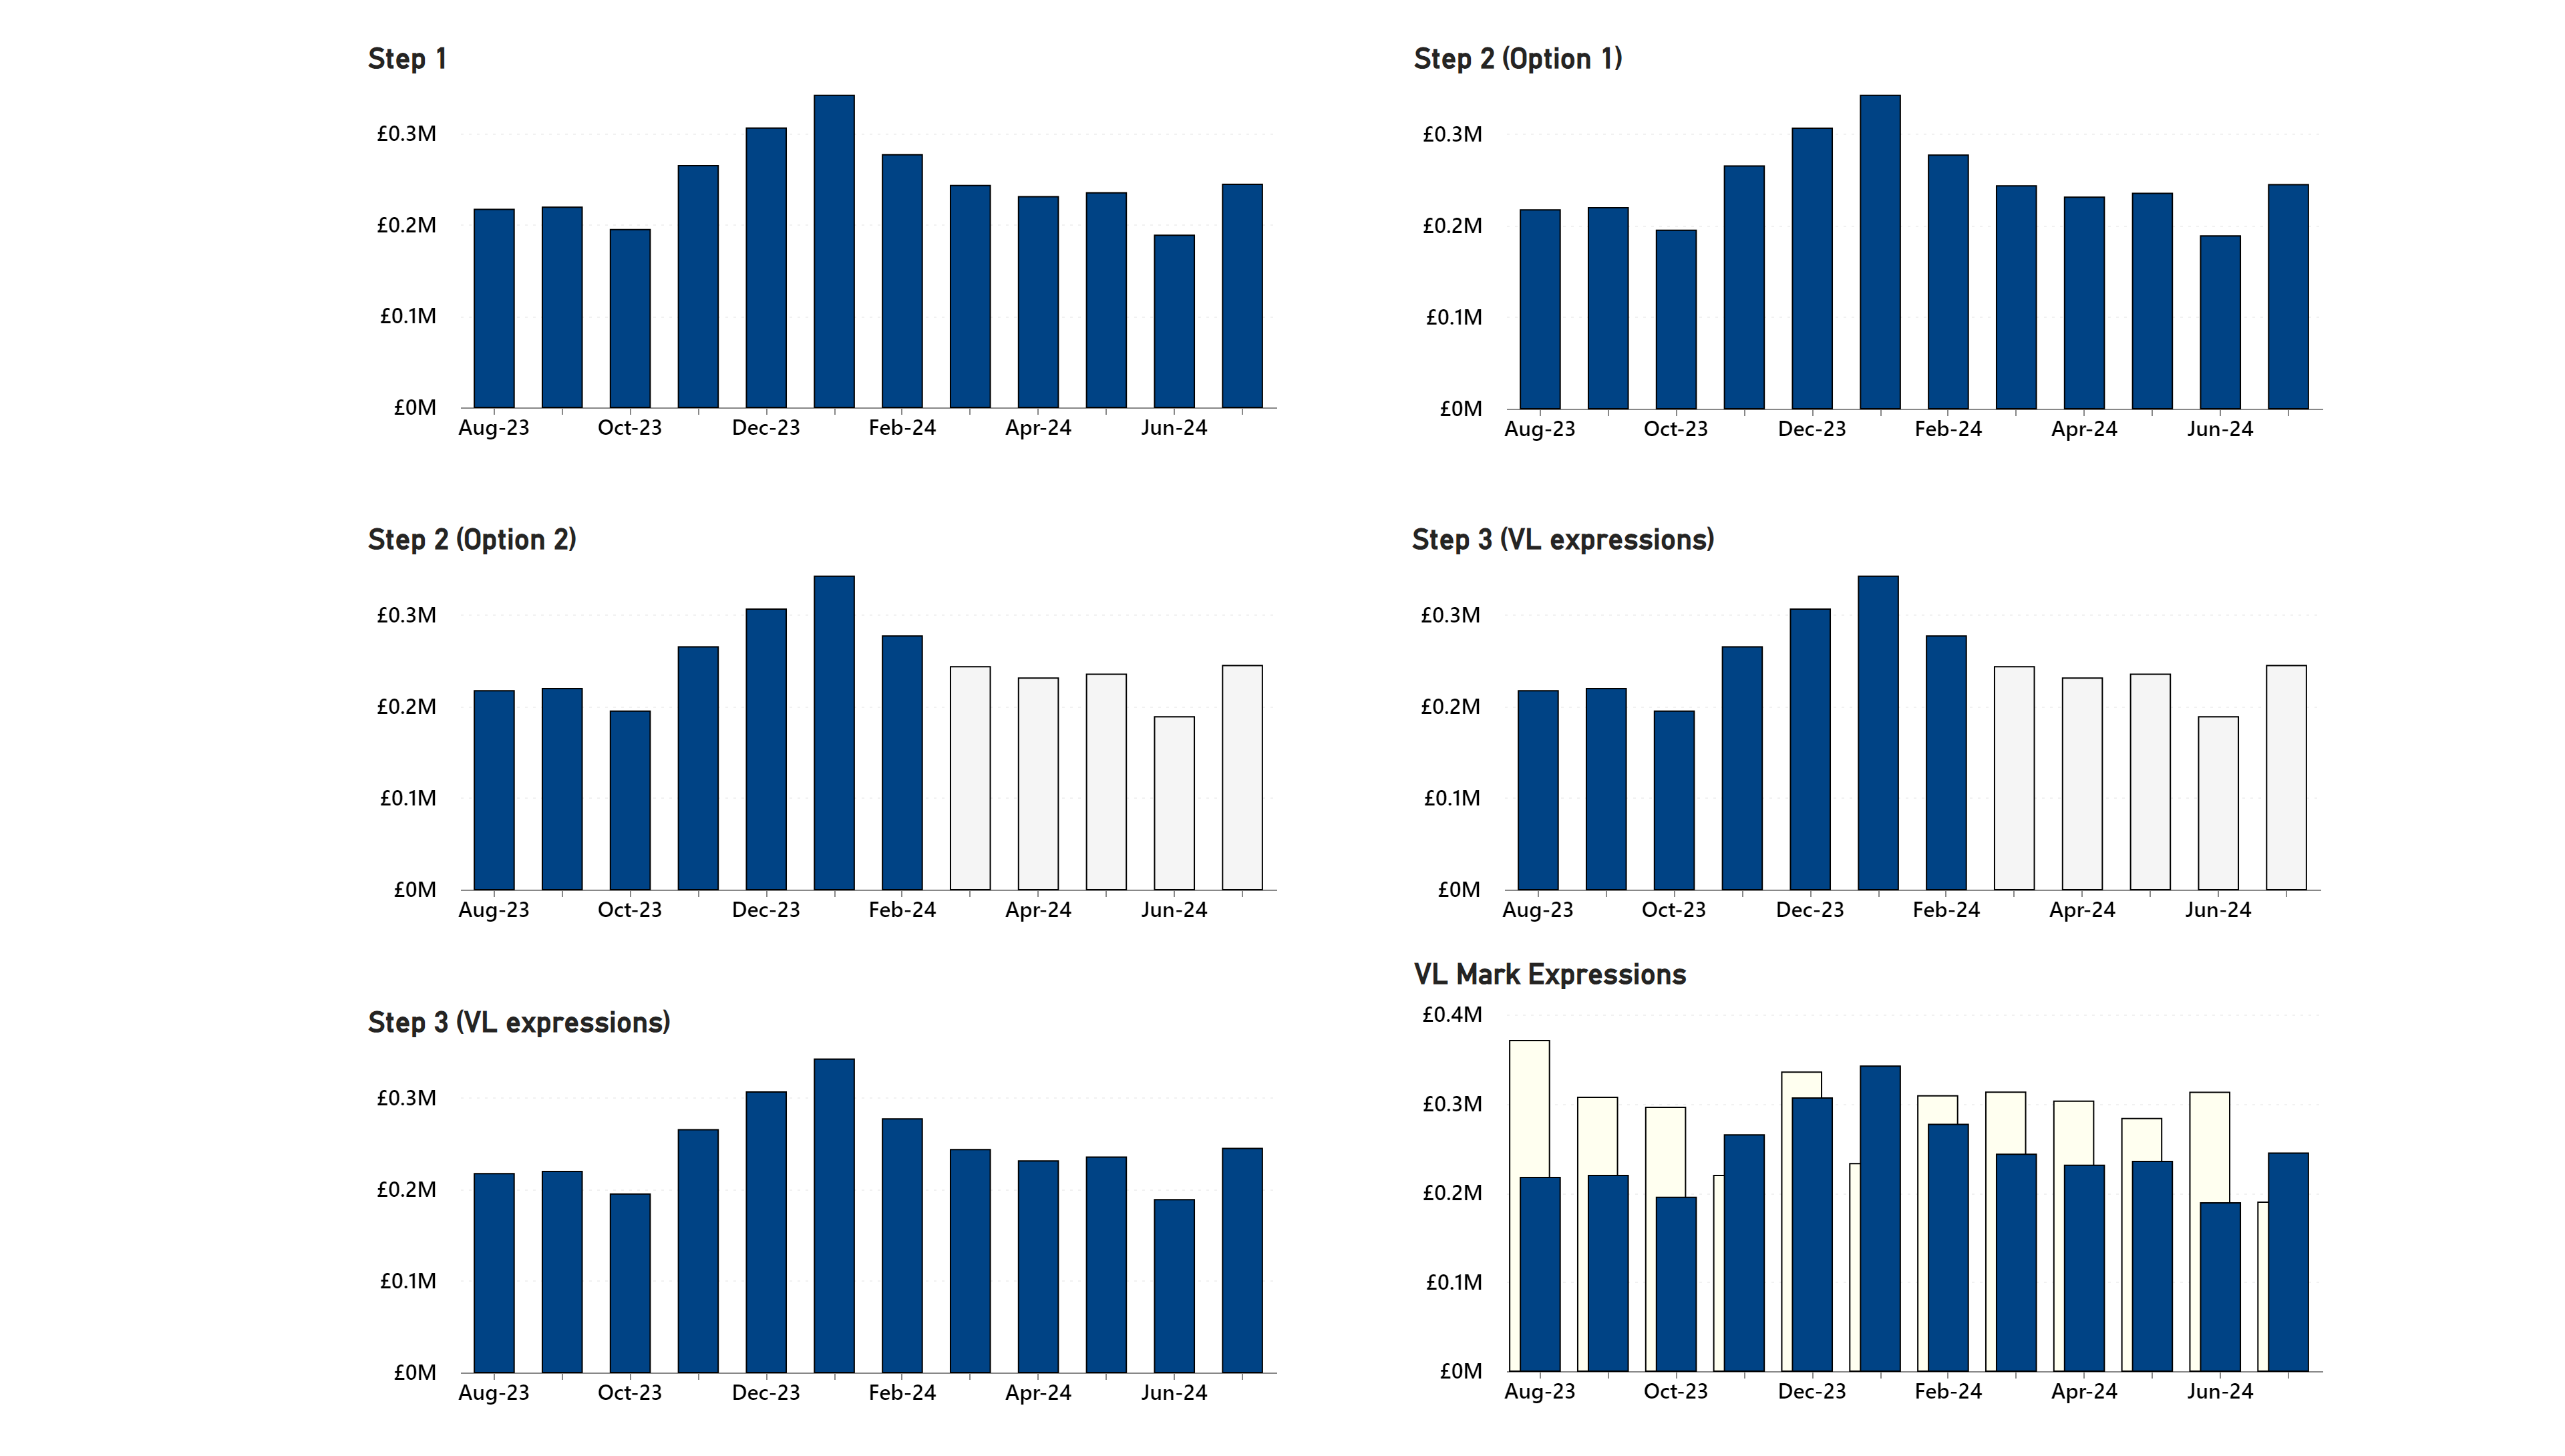 Step 1
£0.3M
£0.2M
£0.1M
£0M
Aug-23 Oct-23 Dec-23 Feb-24 Apr-24 Jun-24
Step 2 (Option 1)
£0.3M
£0.2M
£0.1M
£0M
Aug-23 Oct-23 Dec-23 Feb-24 Apr-24 Jun-24
Step 2 (Option 2)
£0.3M
£0.2M
£0.1M
£0M
Aug-23 Oct-23 Dec-23 Feb-24 Apr-24 Jun-24
Step 3 (VL expressions)
£0.3M
£0.2M
£0.1M
£0M
Aug-23 Oct-23 Dec-23 Feb-24 Apr-24 Jun-24
Step 3 (VL expressions)
£0.3M
£0.2M
£0.1M
£0M
Aug-23 Oct-23 Dec-23 Feb-24 Apr-24 Jun-24
VL Mark Expressions
£0.4M
£0.3M
£0.2M
£0.1M
£0M
Aug-23 Oct-23 Dec-23 Feb-24 Apr-24 Jun-24